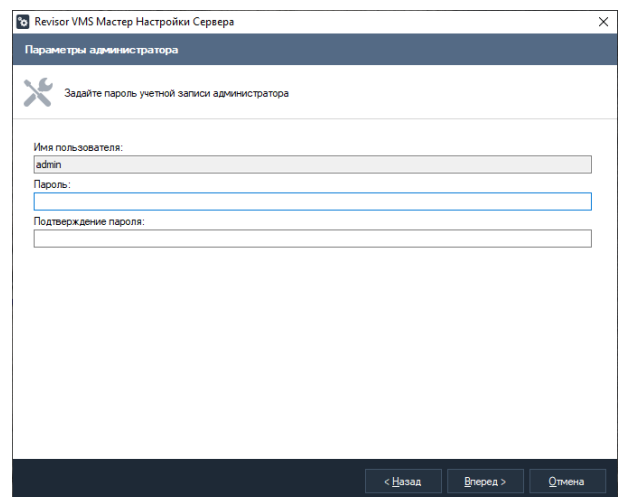 Revisor VMS Мастер Настройки Сервера
Параметры администратора
Задайте пароль учетной записи администратора
Имя пользователя:
admin
Пароль:
Подтверждение пароля:
< Назад Вперед > Отмена